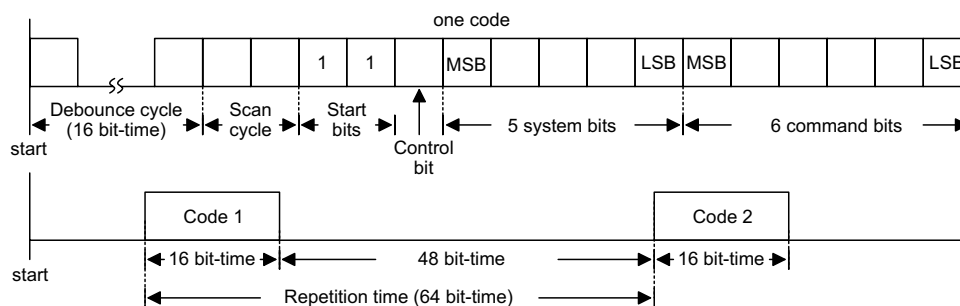 one code
1 1 MSB LSB MSB LSB
Debounce cycle
(16 bit-time)
Scan
cycle
Start
bits
Control
bit
5 system bits
6 command bits
start
Code 1
Code 2
start
16 bit-time
48 bit-time
16 bit-time
Repetition time (64 bit-time)